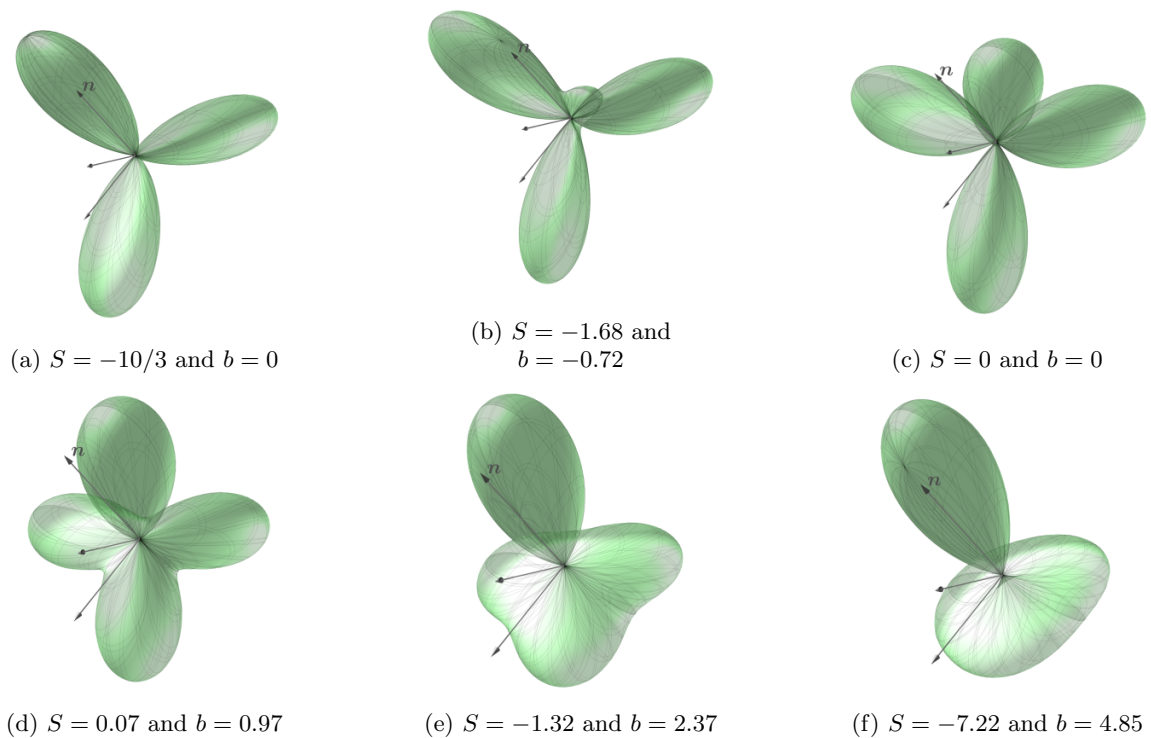 n
n
n
(a) S = −10/3 and b = 0
(b) S = −1.68 and
b = −0.72
(c) S = 0 and b = 0
n
n
n
(d) S = 0.07 and b = 0.97
(e) S = −1.32 and b = 2.37
(f) S = −7.22 and b = 4.85